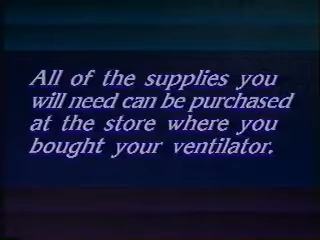 All of the supplies you
will need can be purchased
at the store where you
bought your ventilator.